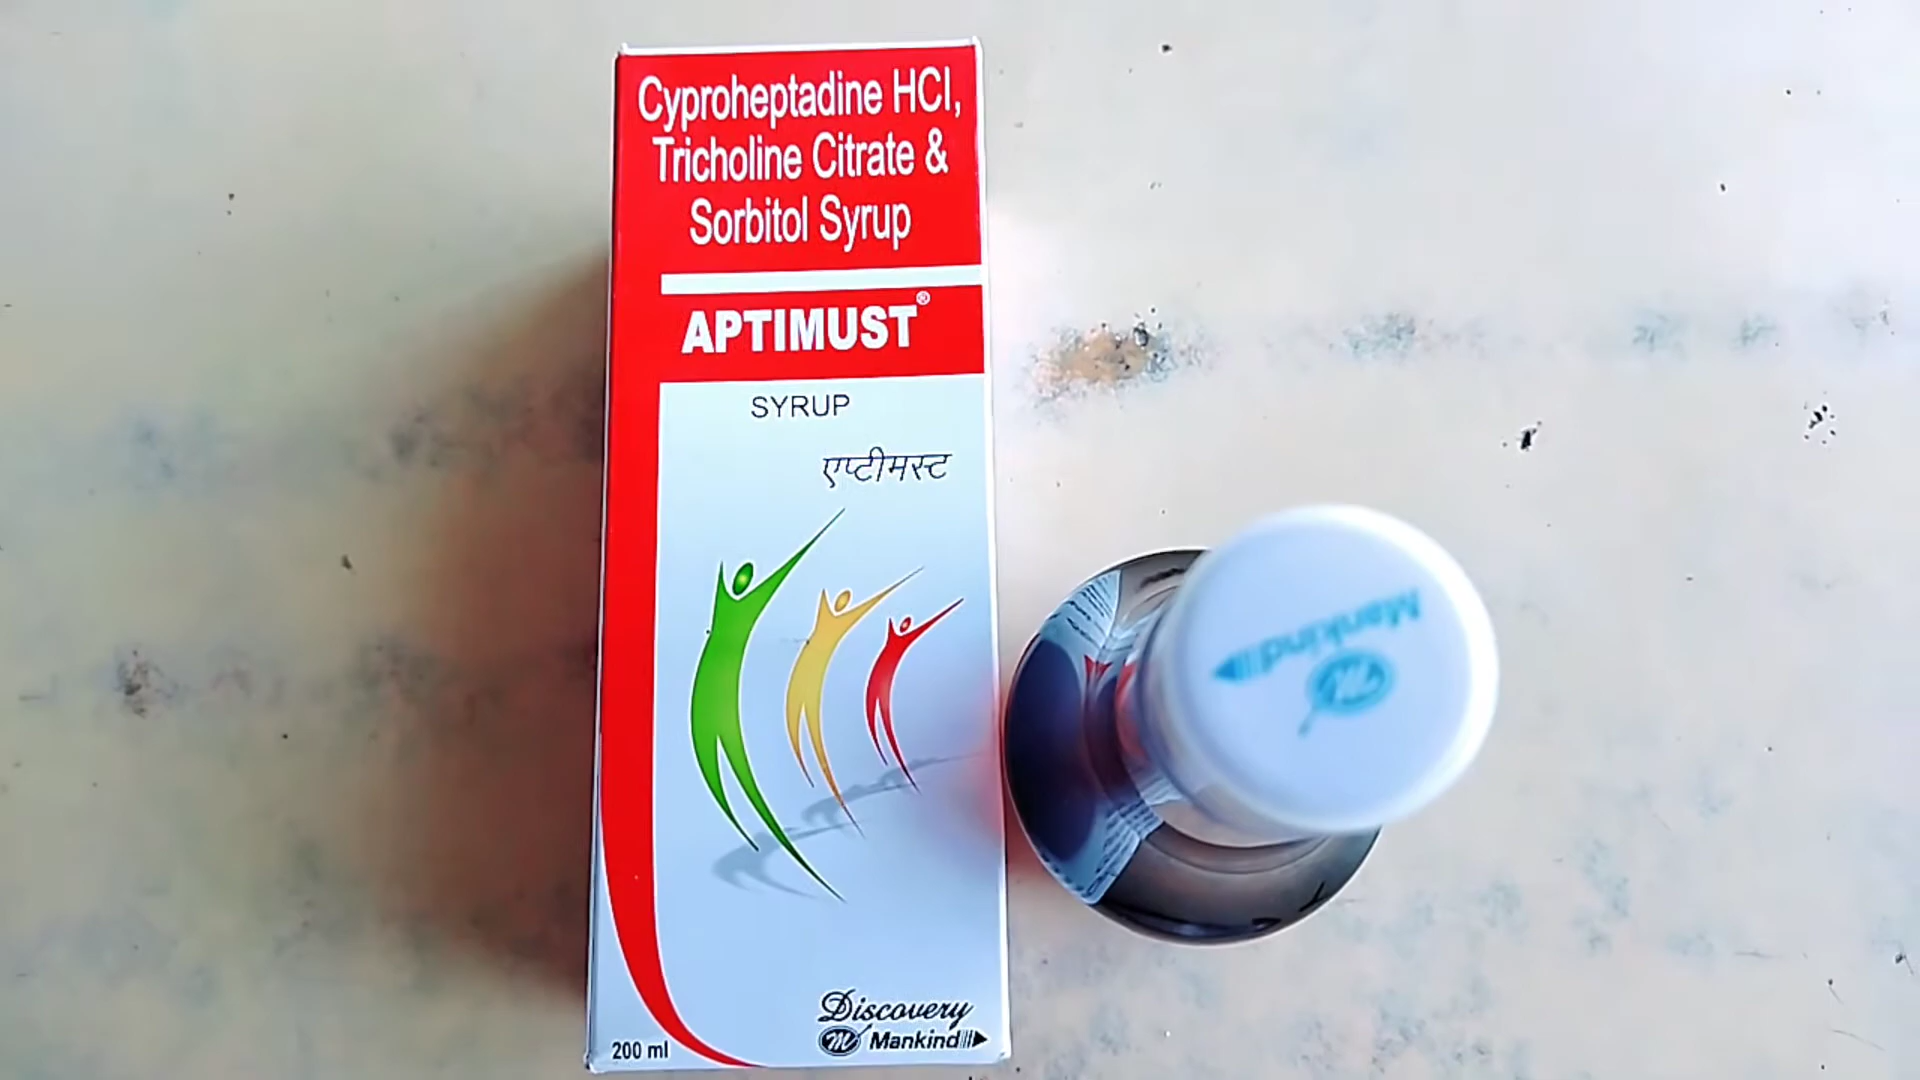 Cyproheptadine HCl,
Tricholine Citrate &
Sorbitol Syrup
APTIMUST®
SYRUP
एप्टीमस्ट
Discovery
Mankind
200 ml
Mankind